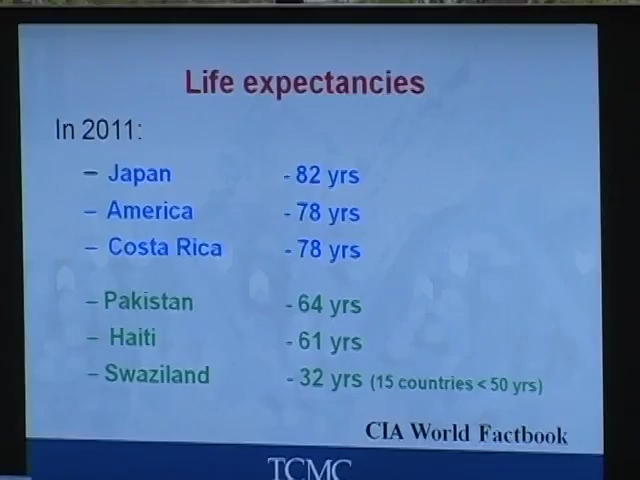 Life expectancies
In 2011:
– Japan - 82 yrs
– America - 78 yrs
– Costa Rica - 78 yrs
– Pakistan - 64 yrs
– Haiti - 61 yrs
– Swaziland - 32 yrs (15 countries < 50 yrs)
CIA World Factbook
TCMC